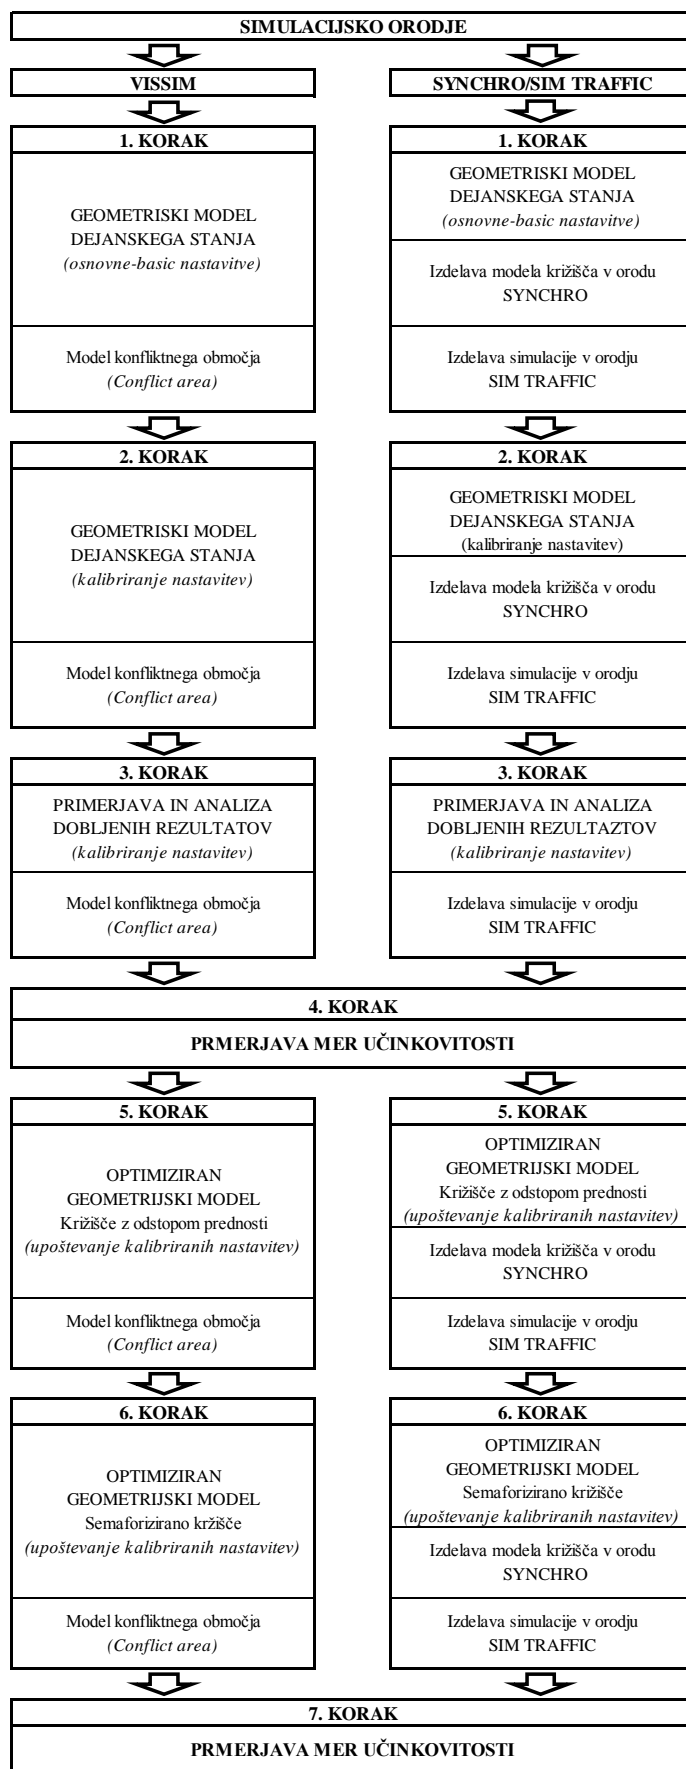 SIMULACIJSKO ORODJE
VISSIM
SYNCHRO/SIM TRAFFIC
1. KORAK
GEOMETRISKI MODEL
DEJANSKEGA STANJA
(osnovne-basic nastavitve)
Model konfliktnega območja
(Conflict area)
1. KORAK
GEOMETRISKI MODEL
DEJANSKEGA STANJA
(osnovne-basic nastavitve)
Izdelava modela križišča v orodu
SYNCHRO
Izdelava simulacije v orodju
SIM TRAFFIC
2. KORAK
GEOMETRISKI MODEL
DEJANSKEGA STANJA
(kalibriranje nastavitev)
Model konfliktnega območja
(Conflict area)
2. KORAK
GEOMETRISKI MODEL
DEJANSKEGA STANJA
(kalibriranje nastavitev)
Izdelava modela križišča v orodu
SYNCHRO
Izdelava simulacije v orodju
SIM TRAFFIC
3. KORAK
PRIMERJAVA IN ANALIZA
DOBLJENIH REZULTATOV
(kalibriranje nastavitev)
Model konfliktnega območja
(Conflict area)
3. KORAK
PRIMERJAVA IN ANALIZA
DOBLJENIH REZULTAZTOV
(kalibriranje nastavitev)
Izdelava simulacije v orodju
SIM TRAFFIC
4. KORAK
PRMERJAVA MER UČINKOVITOSTI
5. KORAK
OPTIMIZIRAN
GEOMETRIJSKI MODEL
Križišče z odstopom prednosti
(upoštevanje kalibriranih nastavitev)
Model konfliktnega območja
(Conflict area)
5. KORAK
OPTIMIZIRAN
GEOMETRIJSKI MODEL
Križišče z odstopom prednosti
(upoštevanje kalibriranih nastavitev)
Izdelava modela križišča v orodu
SYNCHRO
Izdelava simulacije v orodju
SIM TRAFFIC
6. KORAK
OPTIMIZIRAN
GEOMETRIJSKI MODEL
Semaforizirano kržišče
(upoštevanje kalibriranih nastavitev)
Model konfliktnega območja
(Conflict area)
6. KORAK
OPTIMIZIRAN
GEOMETRIJSKI MODEL
Semaforizirano križišče
(upoštevanje kalibriranih nastavitev)
Izdelava modela križišča v orodu
SYNCHRO
Izdelava simulacije v orodju
SIM TRAFFIC
7. KORAK
PRMERJAVA MER UČINKOVITOSTI